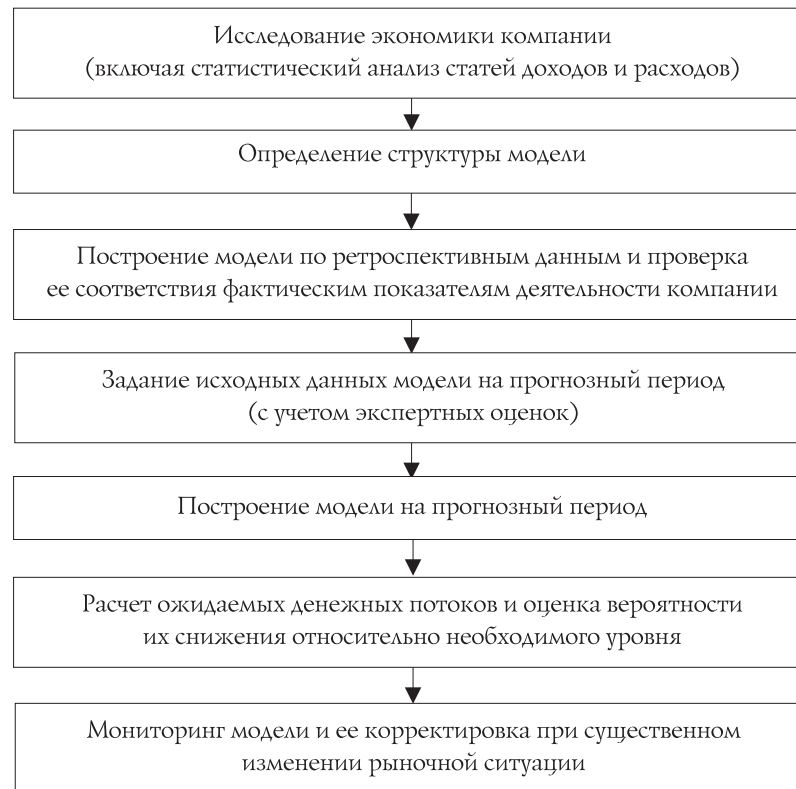 Исследование экономики компании
(включая статистический анализ статей доходов и расходов)
Определение структуры модели
Построение модели по ретроспективным данным и проверка
ее соответствия фактическим показателям деятельности компании
Задание исходных данных модели на прогнозный период
(с учетом экспертных оценок)
Построение модели на прогнозный период
Расчет ожидаемых денежных потоков и оценка вероятности
их снижения относительно необходимого уровня
Мониторинг модели и ее корректировка при существенном
изменении рыночной ситуации